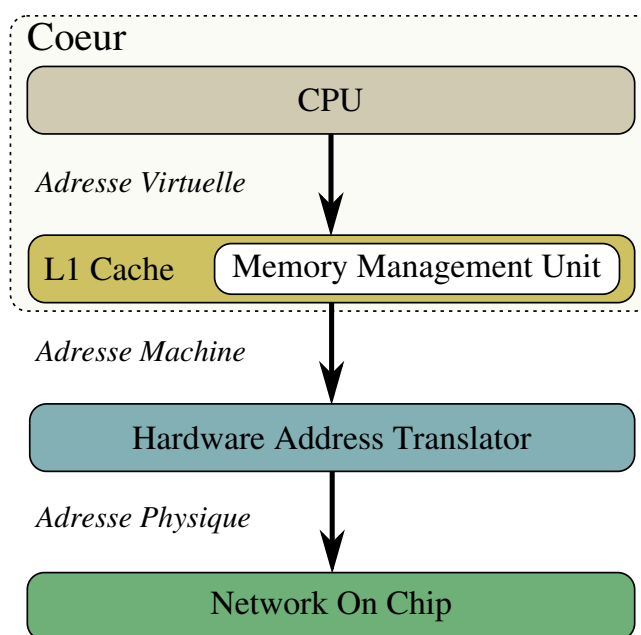 Coeur
CPU
Adresse Virtuelle
L1 Cache
Memory Management Unit
Adresse Machine
Hardware Address Translator
Adresse Physique
Network On Chip